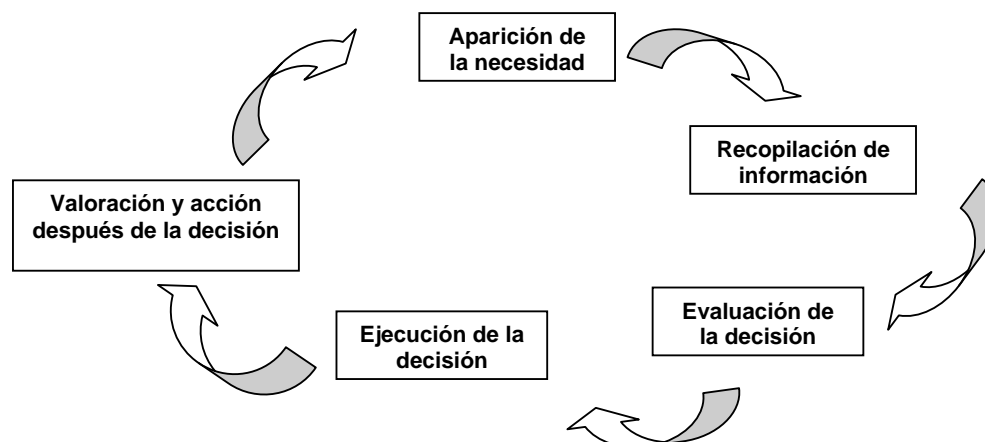 Aparición de
la necesidad
Recopilación de
información
Evaluación de
la decisión
Ejecución de la
decisión
Valoración y acción
después de la decisión